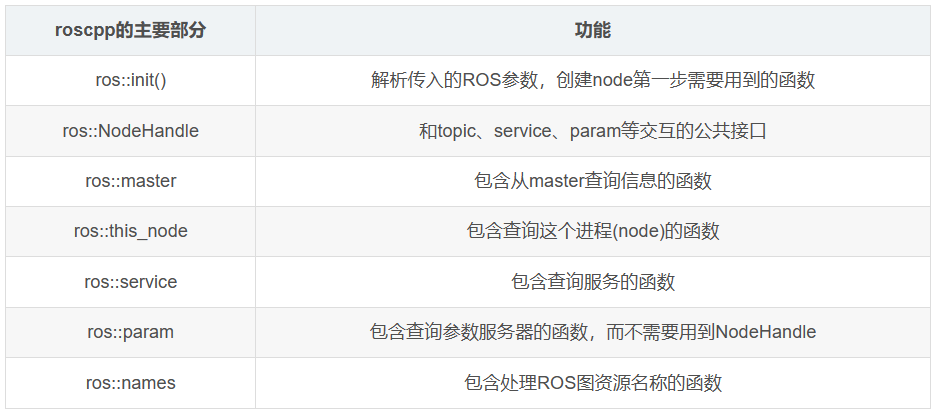 roscpp的主要部分 功能
ros::init() 解析传入的ROS参数，创建node第一步需要用到的函数
ros::NodeHandle 和topic、service、param等交互的公共接口
ros::master 包含从master查询信息的函数
ros::this_node 包含查询这个进程(node)的函数
ros::service 包含查询服务的函数
ros::param 包含查询参数服务器的函数，而不需要用到NodeHandle
ros::names 包含处理ROS图资源名称的函数